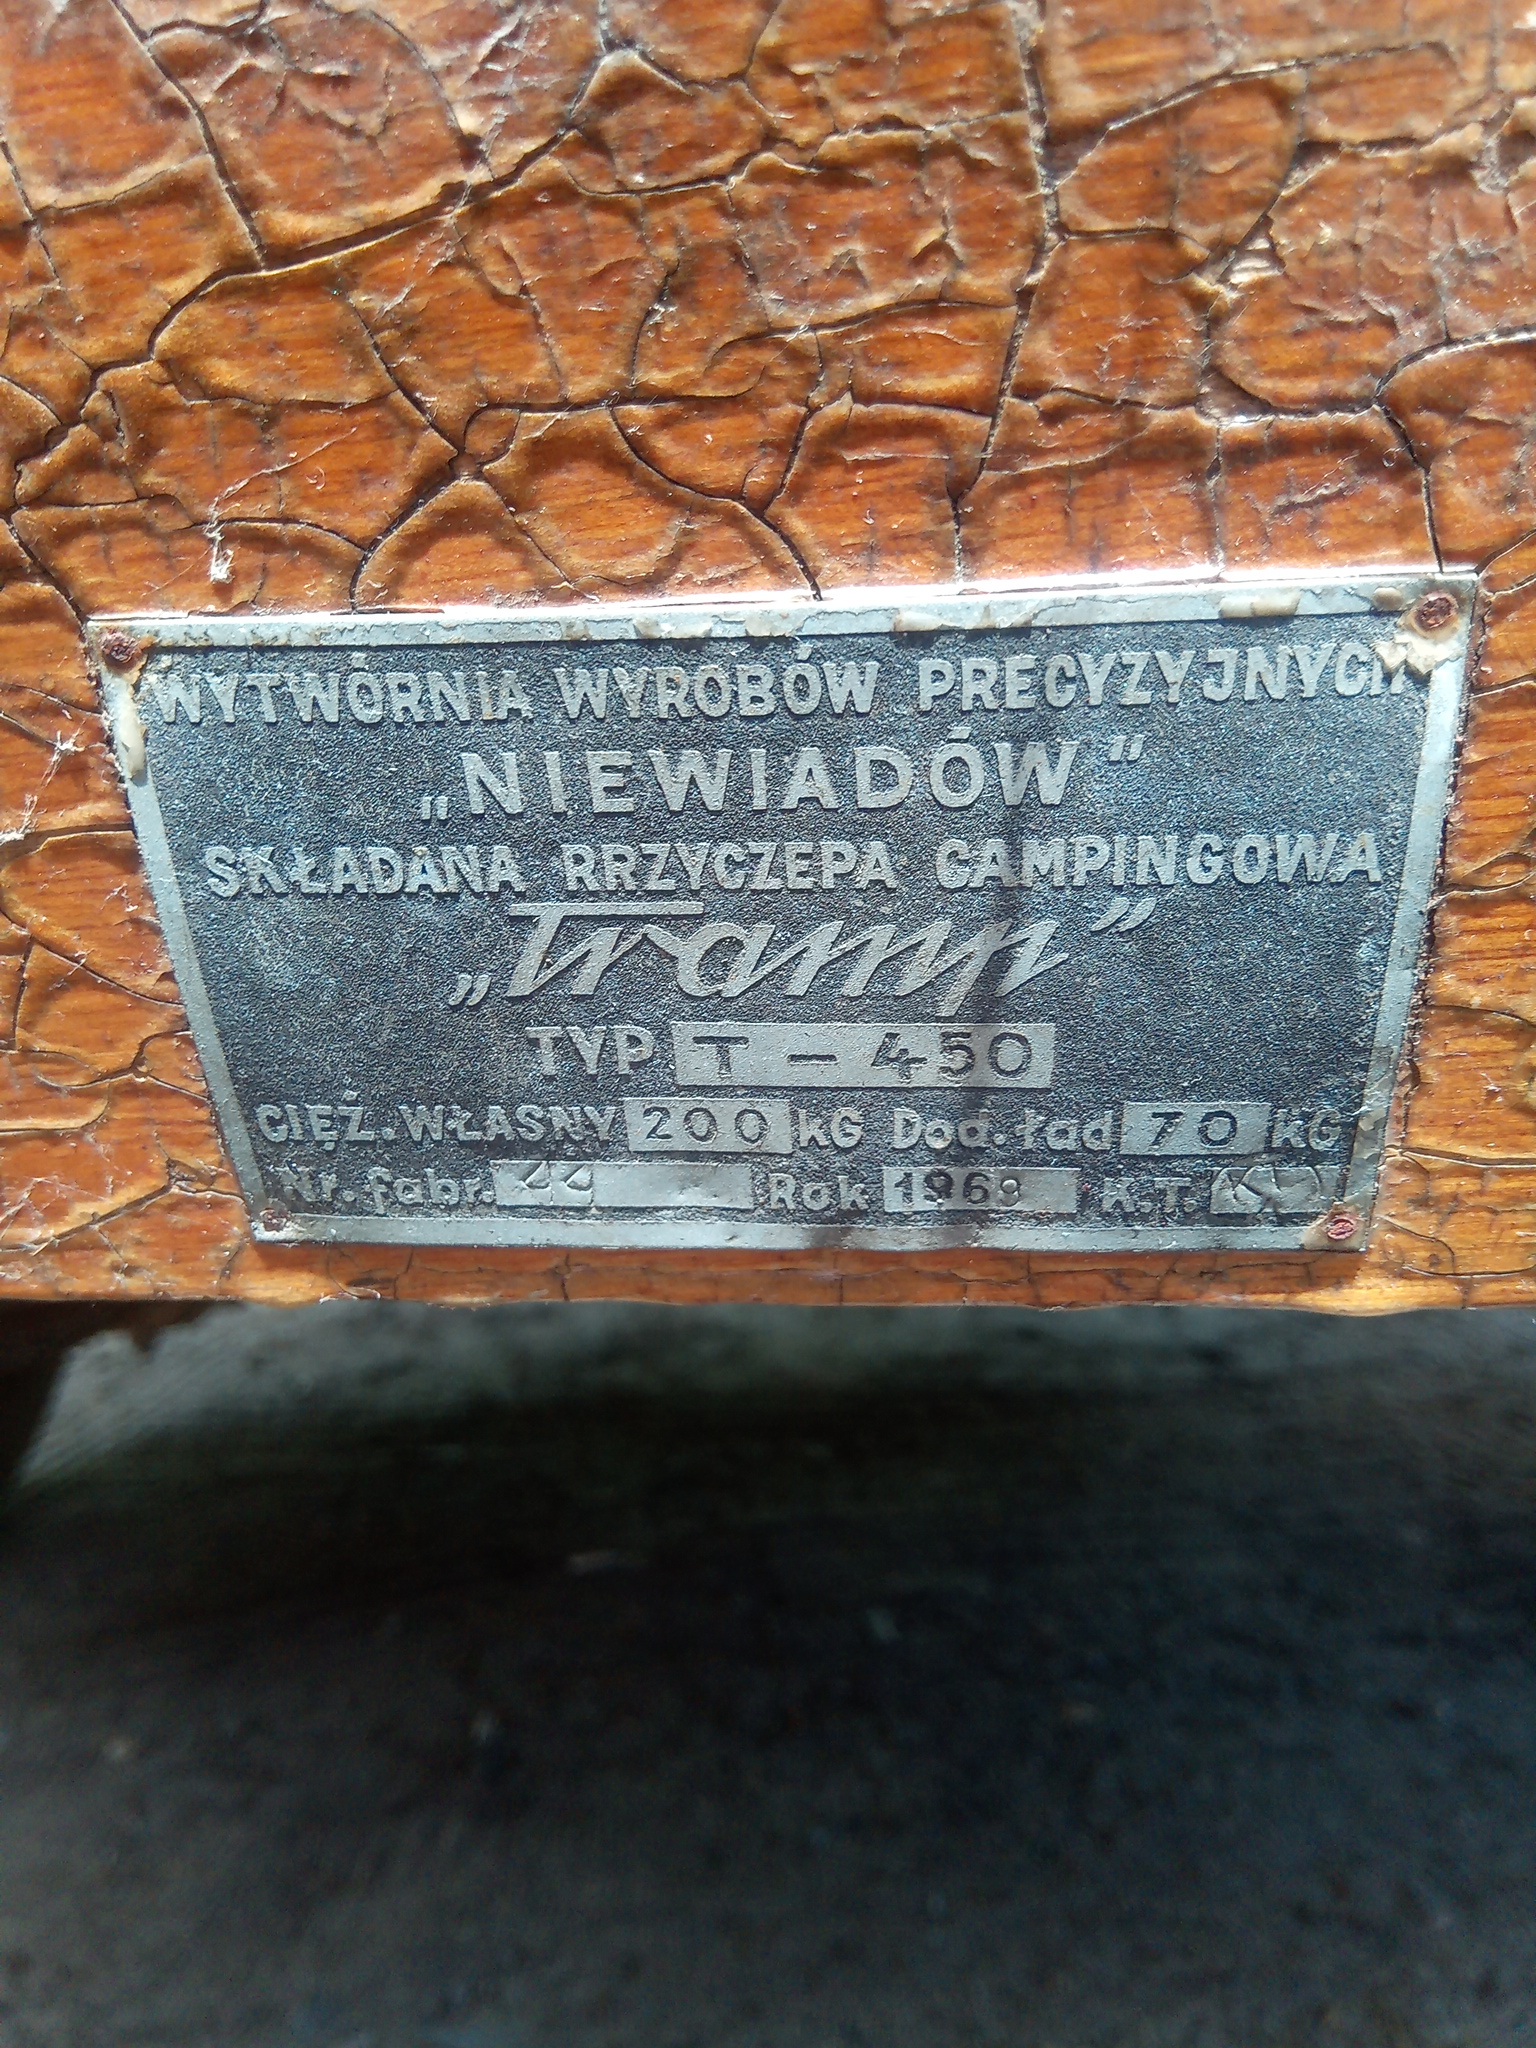 WYTWÓRNIA WYROBÓW PRECYZYJNYCH
„NIEWIADÓW”
SKŁADANA RRZYCZEPA CAMPINGOWA
„Tramp”
TYP T-450
CIĘŻ. WŁASNY 200 kG Dod. ład 70 kG
Nr. fabr. Rok K.T.